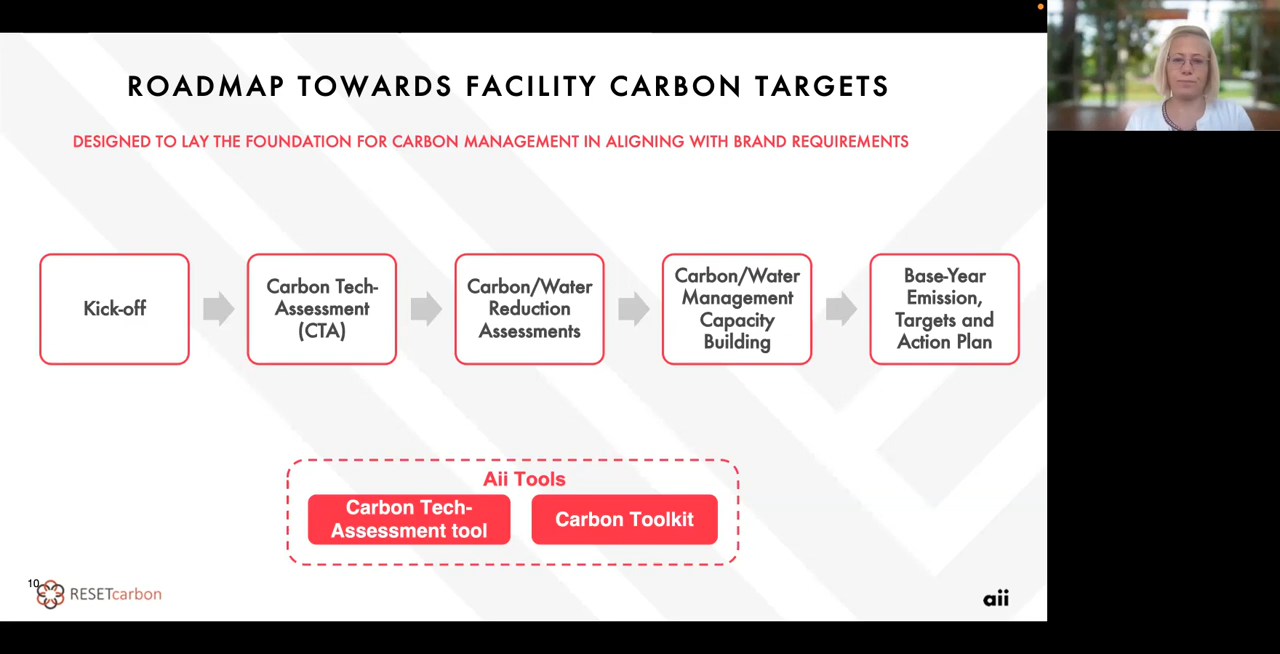 ROADMAP TOWARDS FACILITY CARBON TARGETS
DESIGNED TO LAY THE FOUNDATION FOR CARBON MANAGEMENT IN ALIGNING WITH BRAND REQUIREMENTS
Kick-off
Carbon Tech-
Assessment
(CTA)
Carbon/Water
Reduction
Assessments
Carbon/Water
Management
Capacity
Building
Base-Year
Emission,
Targets and
Action Plan
Aii Tools
Carbon Tech-
Assessment tool
Carbon Toolkit
10
RESETcarbon
aii